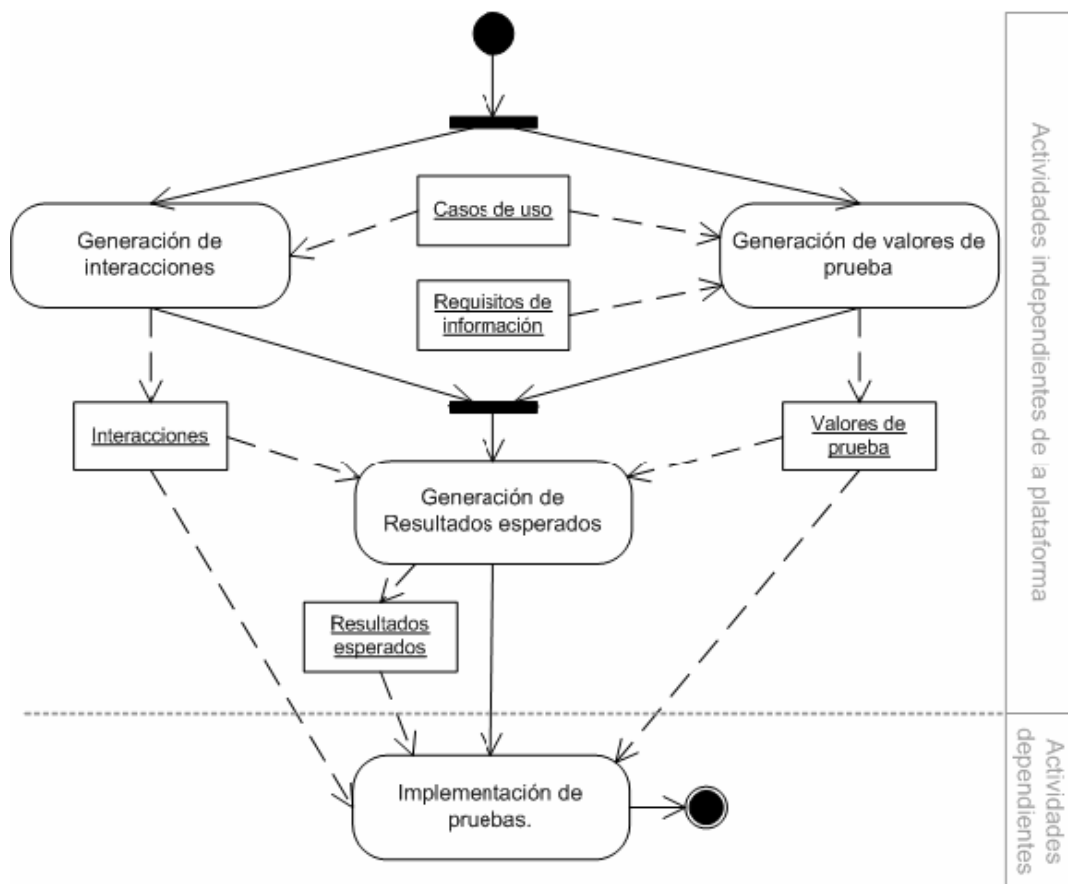 Casos de uso
Generación de
interacciones
Generación de valores de
prueba
Requisitos de
información
Interacciones
Valores de
prueba
Generación de
Resultados esperados
Resultados
esperados
Implementación de
pruebas.
Actividades independientes de a plataforma
Actividades
dependientes